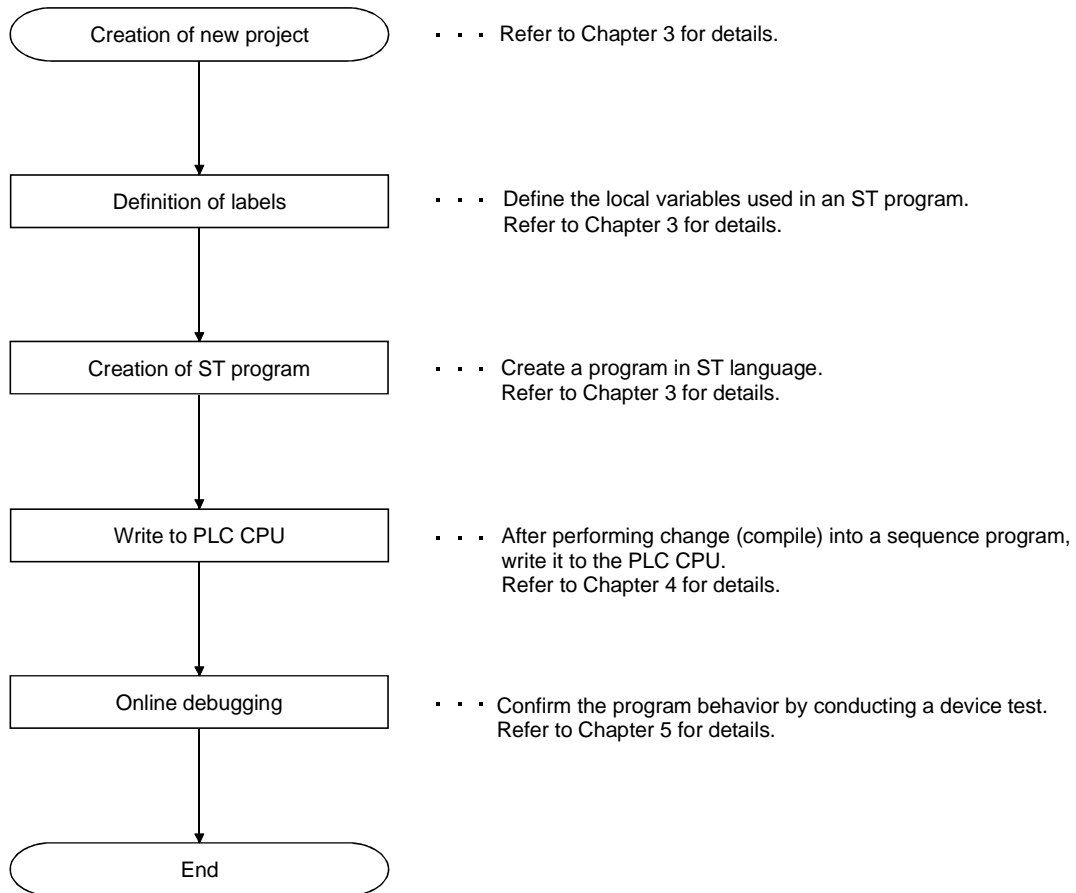 Creation of new project
・・・ Refer to Chapter 3 for details.
Definition of labels
・・・ Define the local variables used in an ST program.
Refer to Chapter 3 for details.
Creation of ST program
・・・ Create a program in ST language.
Refer to Chapter 3 for details.
Write to PLC CPU
・・・ After performing change (compile) into a sequence program,
write it to the PLC CPU.
Refer to Chapter 4 for details.
Online debugging
・・・ Confirm the program behavior by conducting a device test.
Refer to Chapter 5 for details.
End